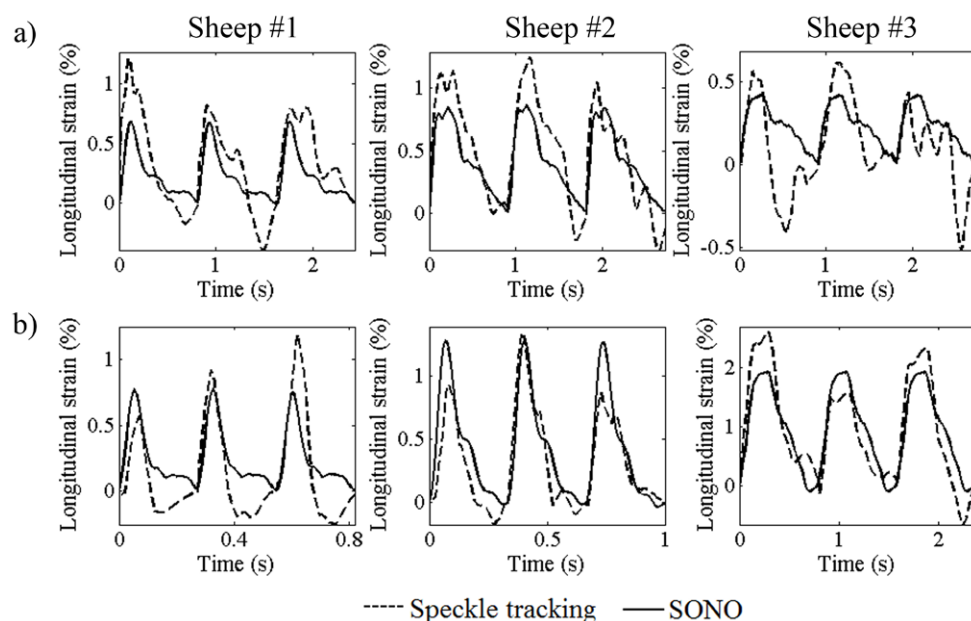 a)
Sheep #1
Sheep #2
Sheep #3
Longitudinal strain (%)
1
0.5
0
0
1
2
Time (s)
Longitudinal strain (%)
1
0.5
0
0
1
2
Time (s)
Longitudinal strain (%)
0.5
0
-0.5
0
1
2
Time (s)
b)
Longitudinal strain (%)
1
0.5
0
0
0.4
0.8
Time (s)
Longitudinal strain (%)
1
0.5
0
0
0.5
1
Time (s)
Longitudinal strain (%)
2
1
0
0
1
2
Time (s)
Speckle tracking
SONO